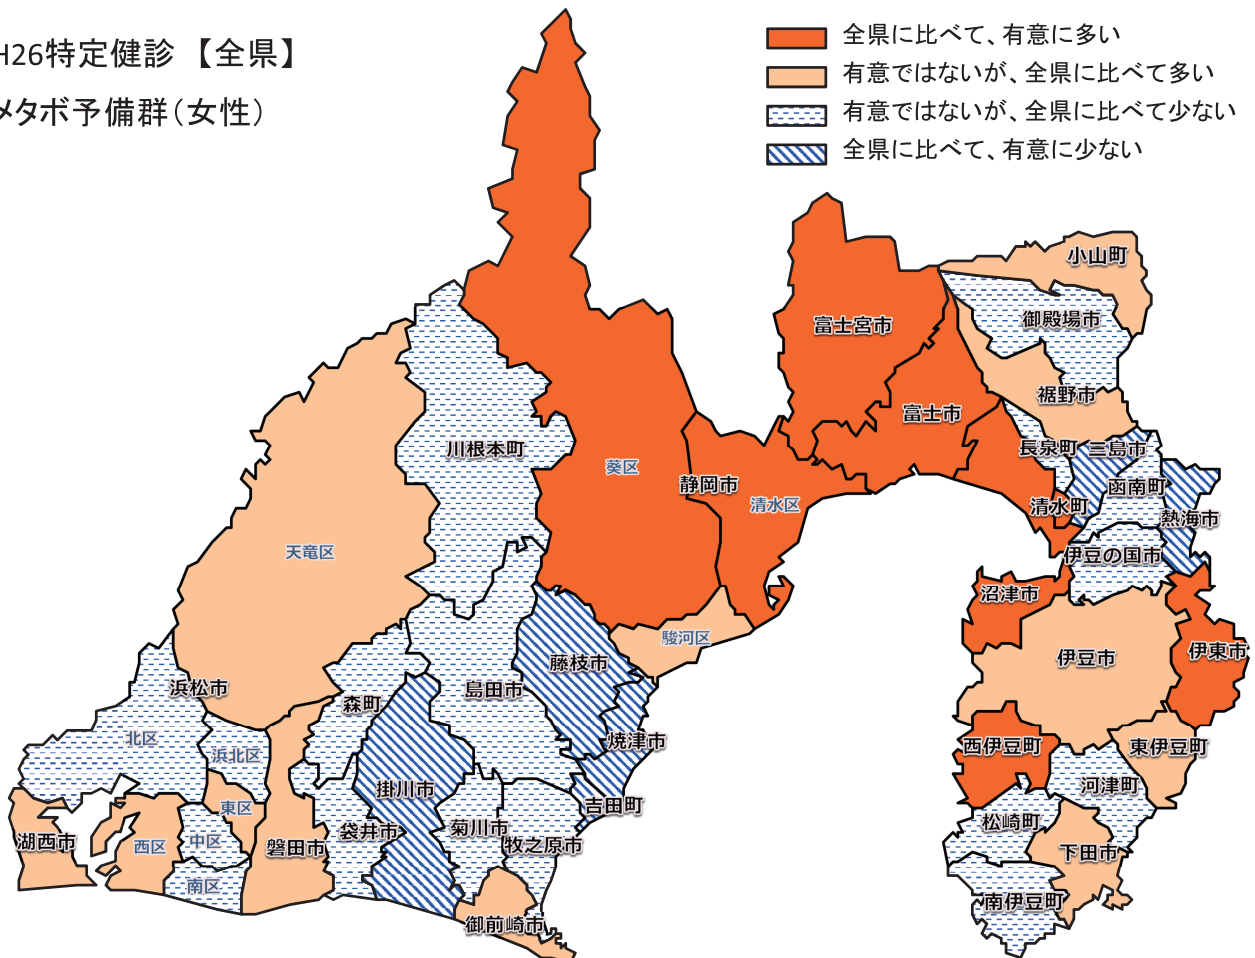 H26特定健診 【全県】
メタボ予備群（女性）
全県に比べて、有意に多い
有意ではないが、全県に比べて多い
有意ではないが、全県に比べて少ない
全県に比べて、有意に少ない
小山町
御殿場市
富士宮市
裾野市
富士市
長泉町
三島市
川根本町
葵区
静岡市
清水区
函南町
清水町
熱海市
天竜区
伊豆の国市
沼津市
駿河区
藤枝市
伊豆市
伊東市
浜松市
島田市
森町
北区
浜北区
焼津市
西伊豆町
東伊豆町
掛川市
河津町
東区
吉田町
湖西市
西区
中区
磐田市
袋井市
菊川市
牧之原市
松崎町
下田市
南区
御前崎市
南伊豆町